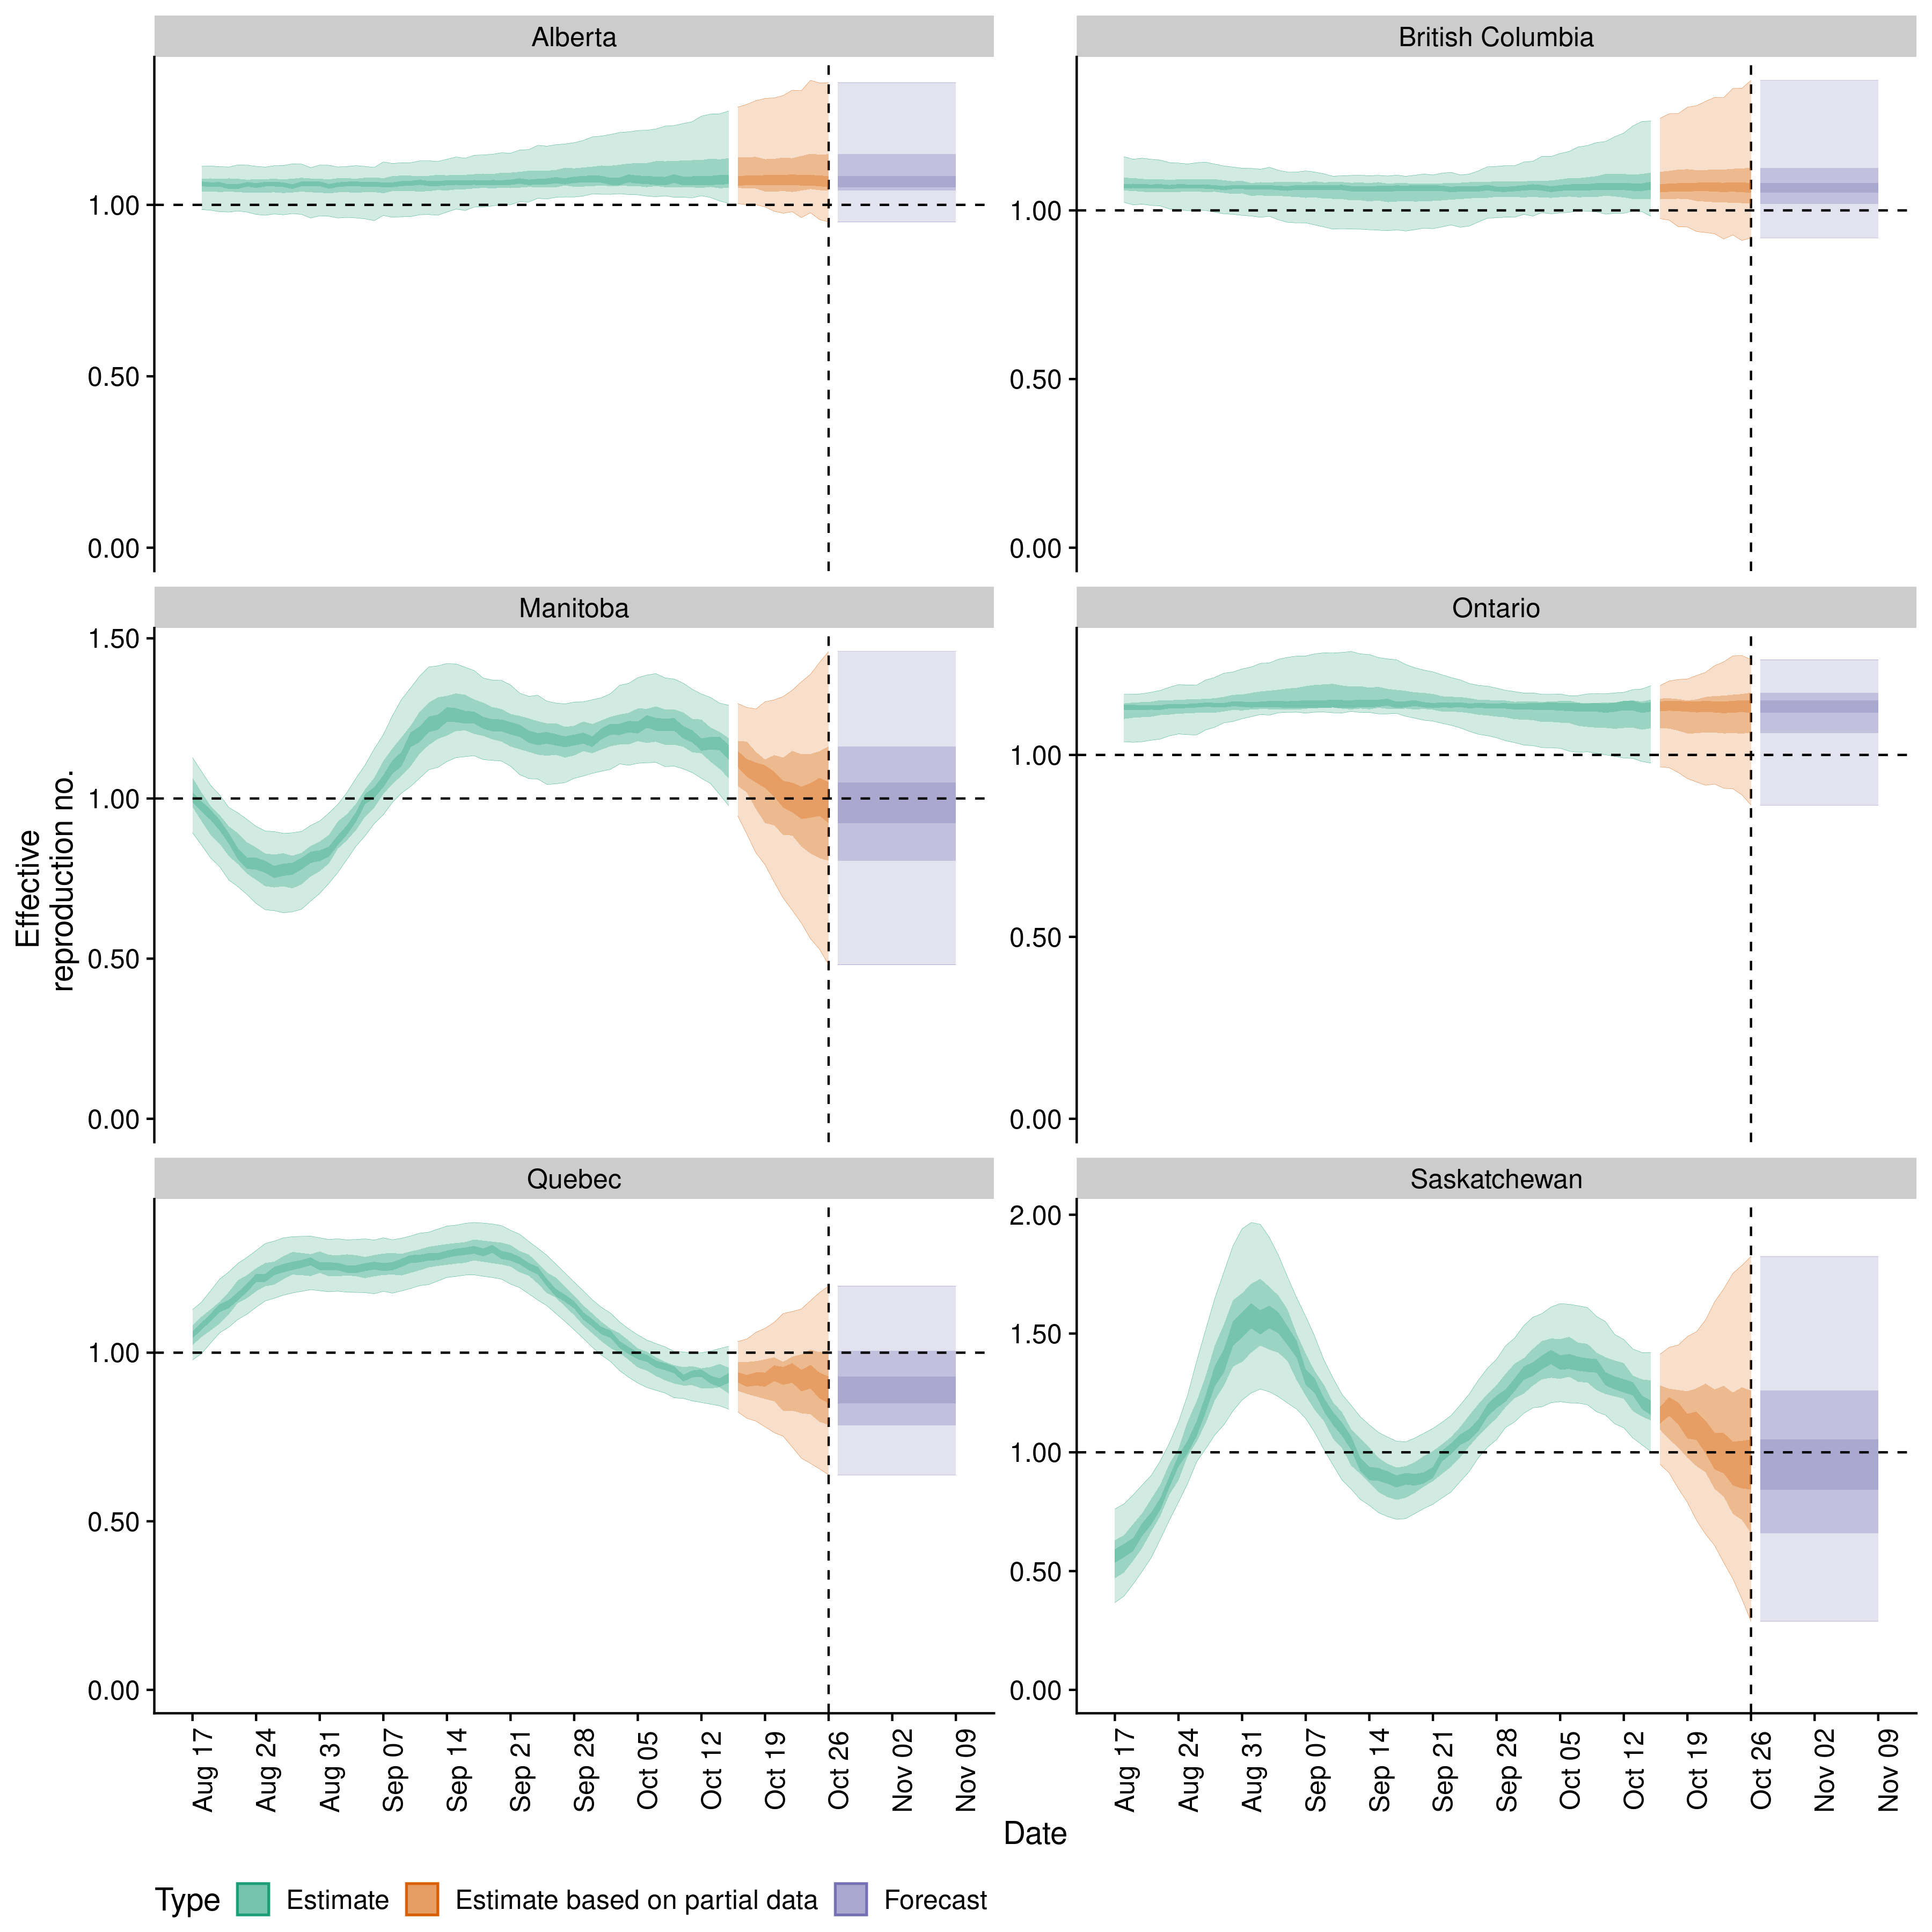 Alberta
British Columbia
1.00
0.50
0.00
1.00
0.50
0.00
Manitoba
Ontario
1.50
1.00
0.50
0.00
1.00
0.50
0.00
Effective
reproduction no.
Quebec
Saskatchewan
1.00
0.50
0.00
2.00
1.50
1.00
0.50
0.00
Aug 17
Aug 24
Aug 31
Sep 07
Sep 14
Sep 21
Sep 28
Oct 05
Oct 12
Oct 19
Oct 26
Nov 02
Nov 09
Aug 17
Aug 24
Aug 31
Sep 07
Sep 14
Sep 21
Sep 28
Oct 05
Oct 12
Oct 19
Oct 26
Nov 02
Nov 09
Date
Type Estimate Estimate based on partial data Forecast